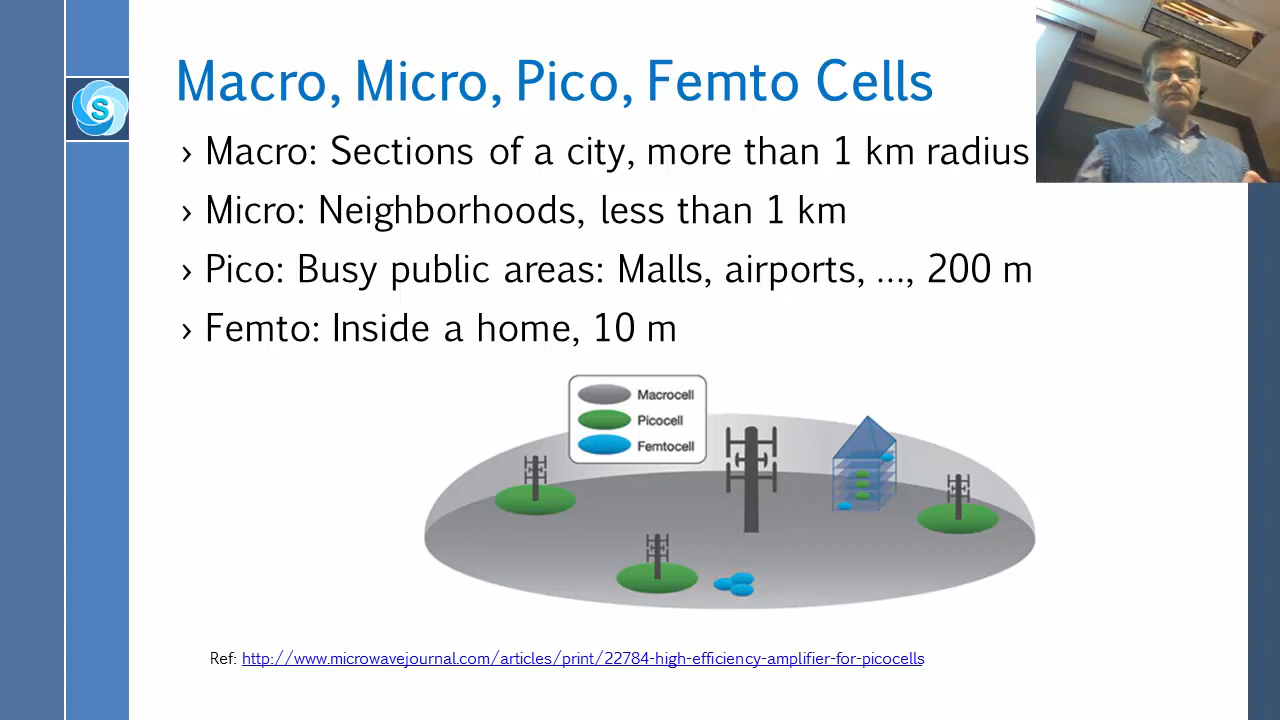 Macro, Micro, Pico, Femto Cells
S
› Macro: Sections of a city, more than 1 km radius
› Micro: Neighborhoods, less than 1 km
› Pico: Busy public areas: Malls, airports, ..., 200 m
› Femto: Inside a home, 10 m
Macrocell
Picocell
Femtocell
Ref: http://www.microwavejournal.com/articles/print/22784-high-efficiency-amplifier-for-picocells